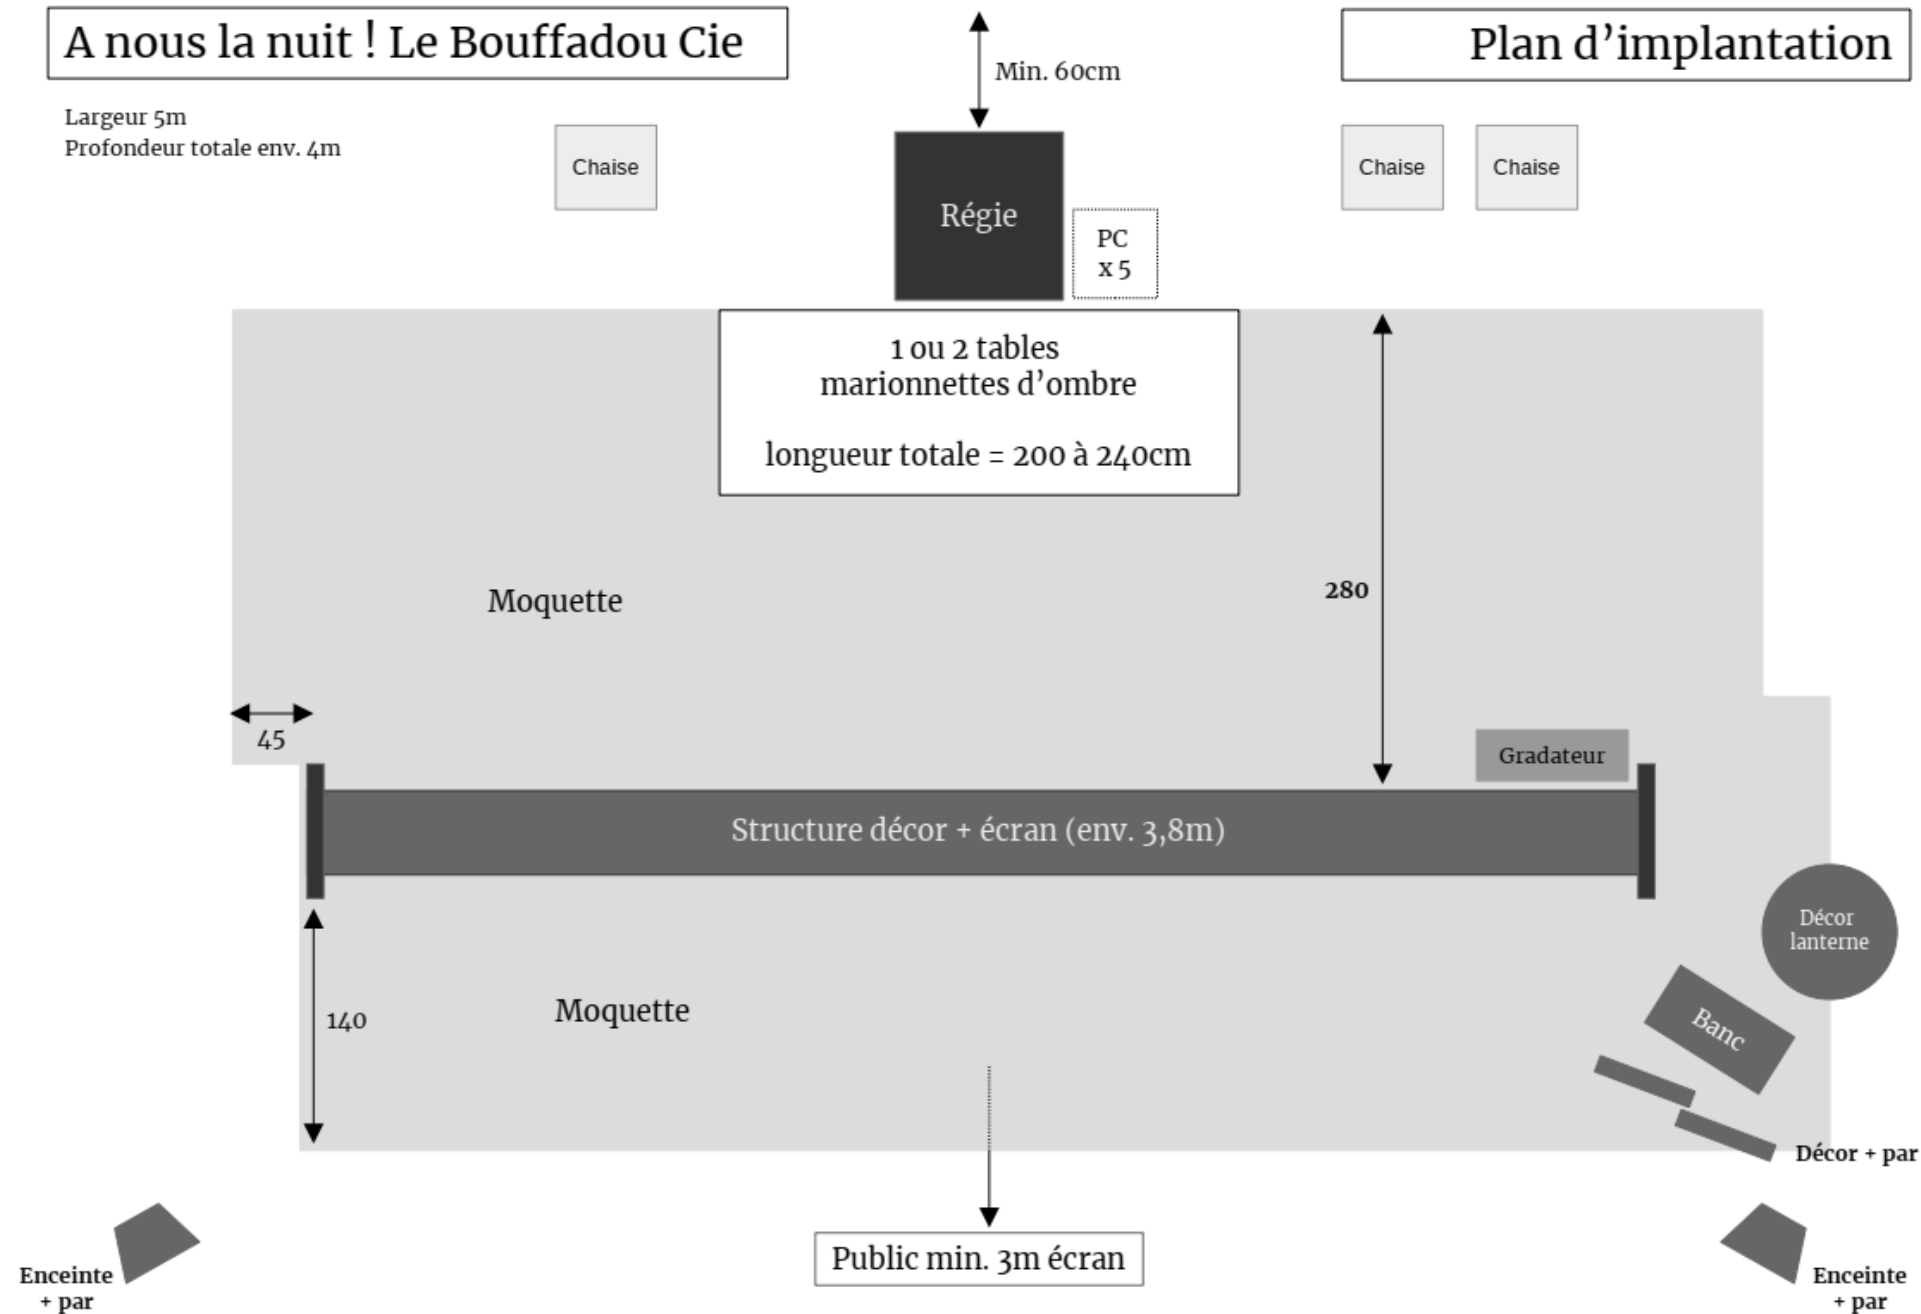 A nous la nuit ! Le Bouffadou Cie
Plan d’implantation
Min. 60cm
Largeur 5m
Profondeur totale env. 4m
Chaise
Régie
Chaise
Chaise
PC
x 5
1 ou 2 tables
marionnettes d’ombre
longueur totale = 200 à 240cm
Moquette
280
45
Gradateur
Structure décor + écran (env. 3,8m)
Décor
lanterne
140
Moquette
Banc
Décor + par
Public min. 3m écran
Enceinte
+ par
Enceinte
+ par